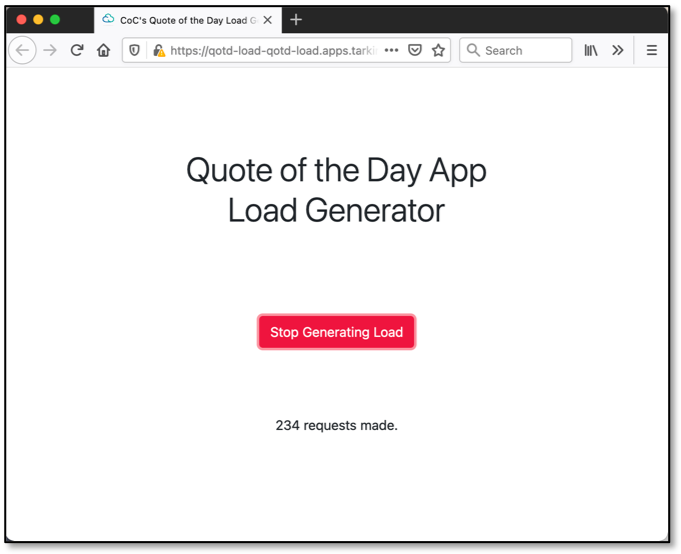 CoC's Quote of the Day Load G
https://qotd-load-qotd-load.apps.tarkin
Search
Quote of the Day App
Load Generator
Stop Generating Load
234 requests made.